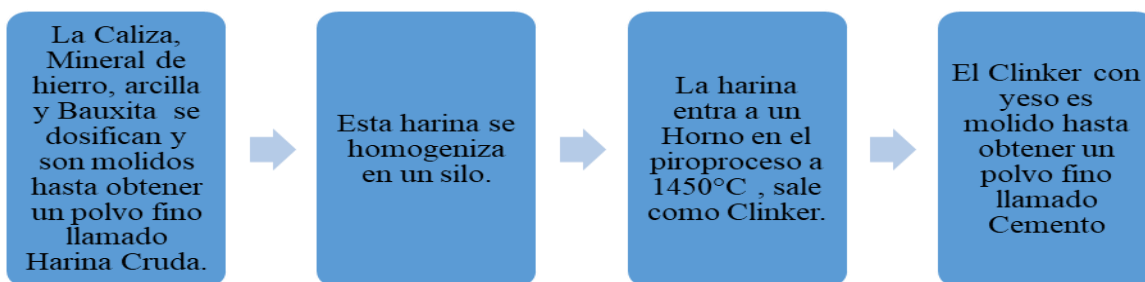 La Caliza,
Mineral de
hierro, arcilla
y Bauxita se
dosifican y
son molidos
hasta obtener
un polvo fino
llamado
Harina Cruda.
Esta harina se
homogeniza
en un silo.
La harina
entra a un
Horno en el
piroproceso a
1450°C , sale
como Clinker.
El Clinker con
yeso es
molido hasta
obtener un
polvo fino
llamado
Cemento